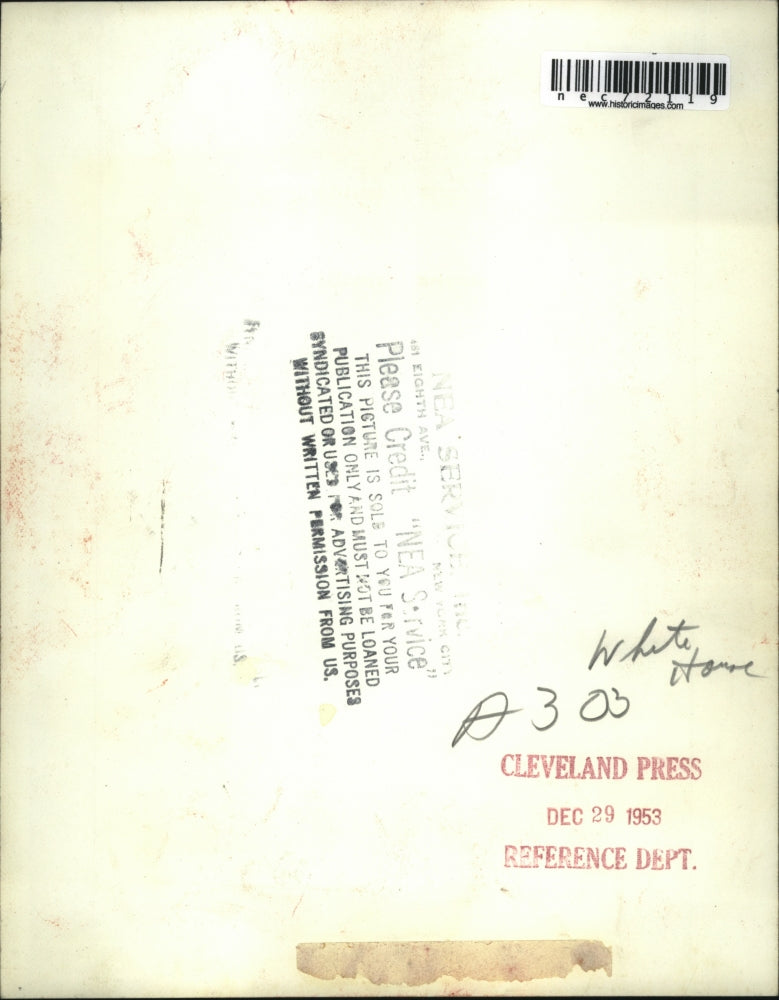 nec72119
www.historicimages.com
NEA SERVICE, INC.
461 EIGHTH AVE., NEW YORK CITY
Please Credit "NEA Service"
THIS PICTURE IS SOLD TO YOU FOR YOUR
PUBLICATION ONLY AND MUST NOT BE LOANED
SYNDICATED OR USED FOR ADVERTISING PURPOSES
WITHOUT WRITTEN PERMISSION FROM US.
White
House
A303
CLEVELAND PRESS
DEC 29 1953
REFERENCE DEPT.